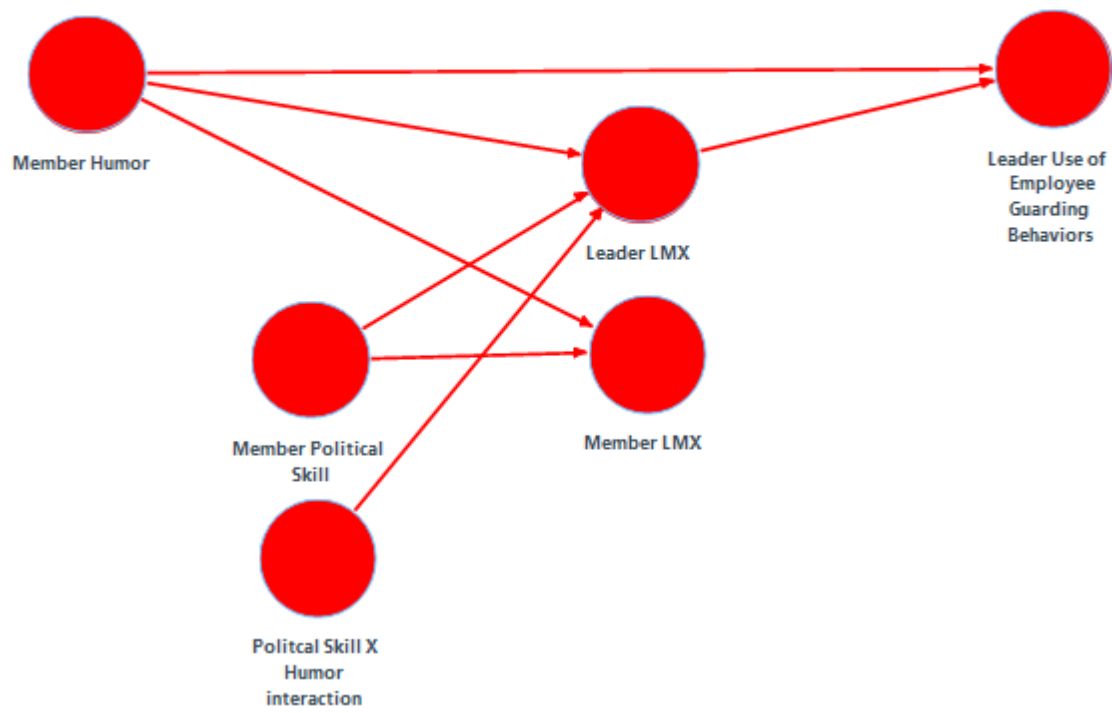 Member Humor
Leader Use of
Employee
Guarding
Behaviors
Leader LMX
Member Political
Skill
Member LMX
Politcal Skill X
Humor
interaction